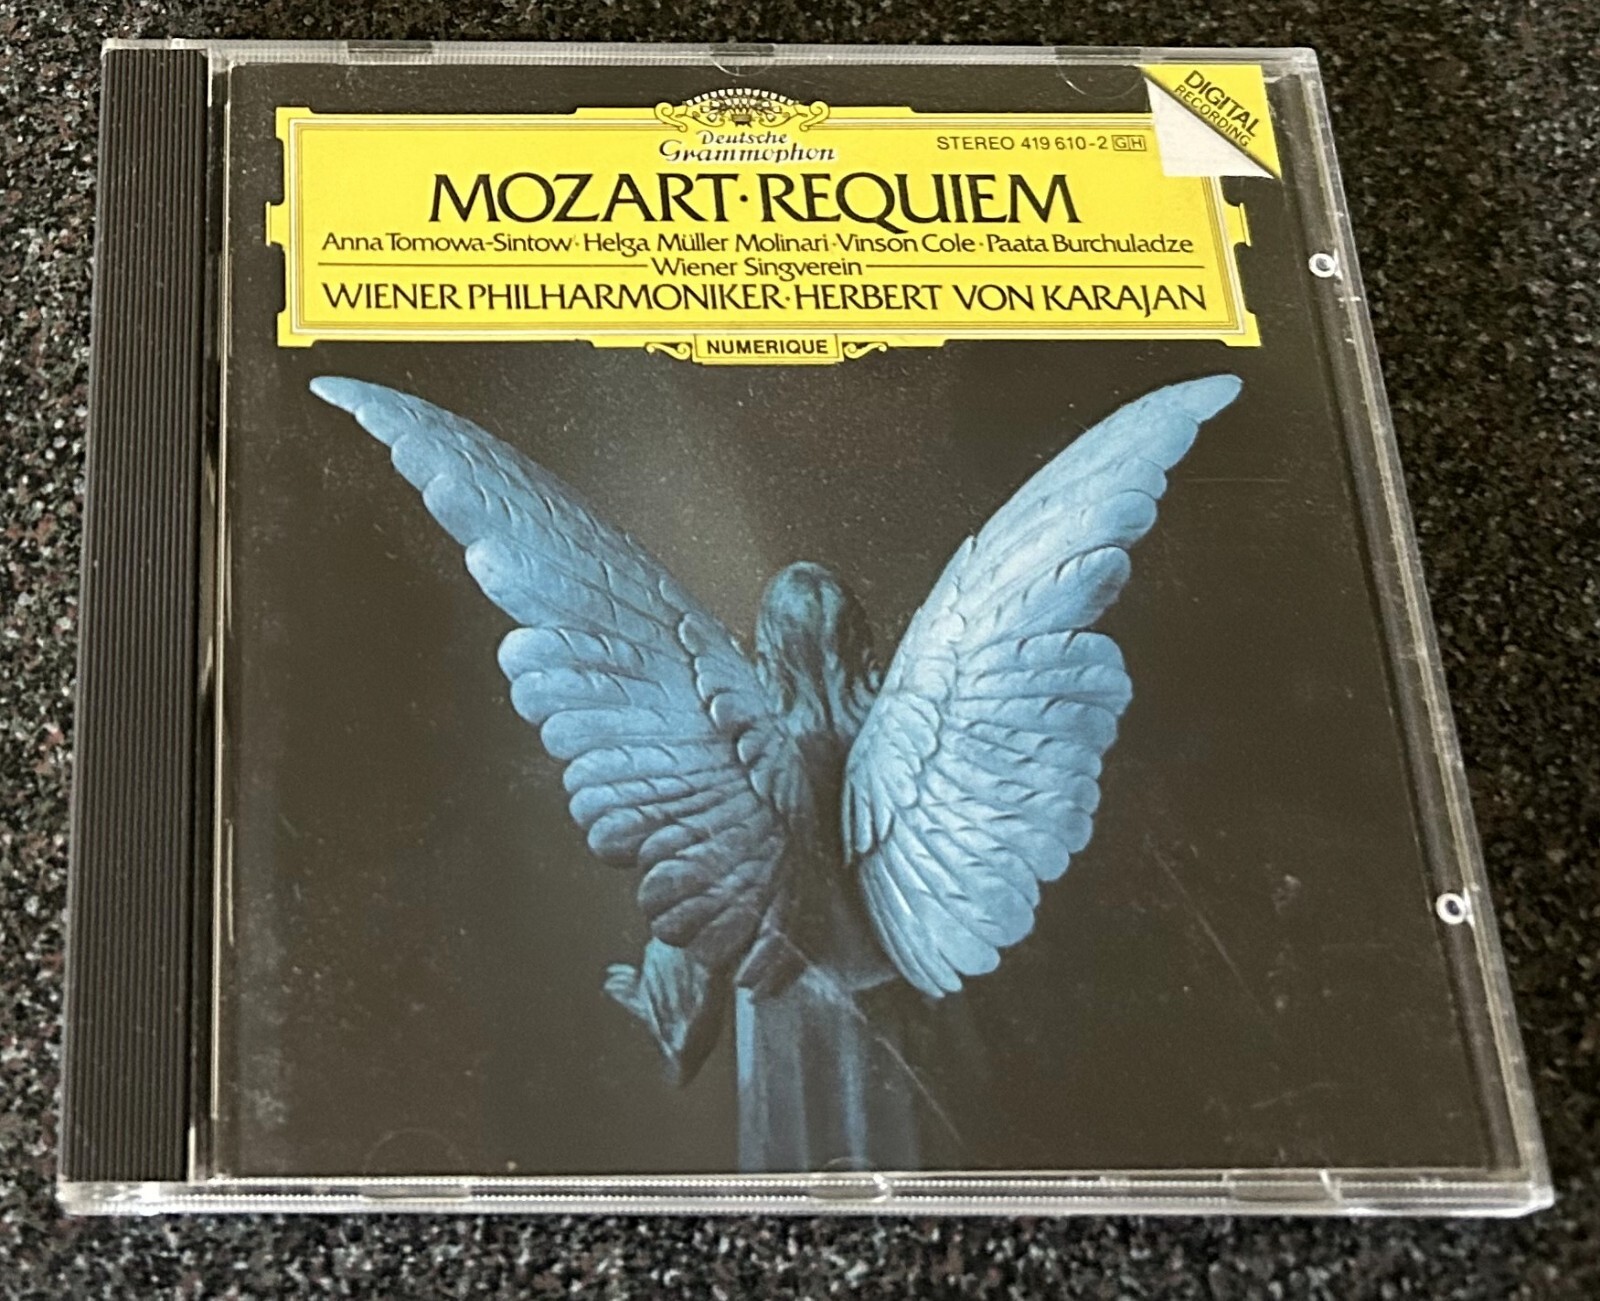 DIGITAL
RECORDING
Deutsche
Grammophon
STEREO 419 610-2 GH
MOZART·REQUIEM
Anna Tomowa-Sintow·Helga Müller Molinari·Vinson Cole·Paata Burchuladze
Wiener Singverein
WIENER PHILHARMONIKER·HERBERT VON KARAJAN
NUMERIQUE